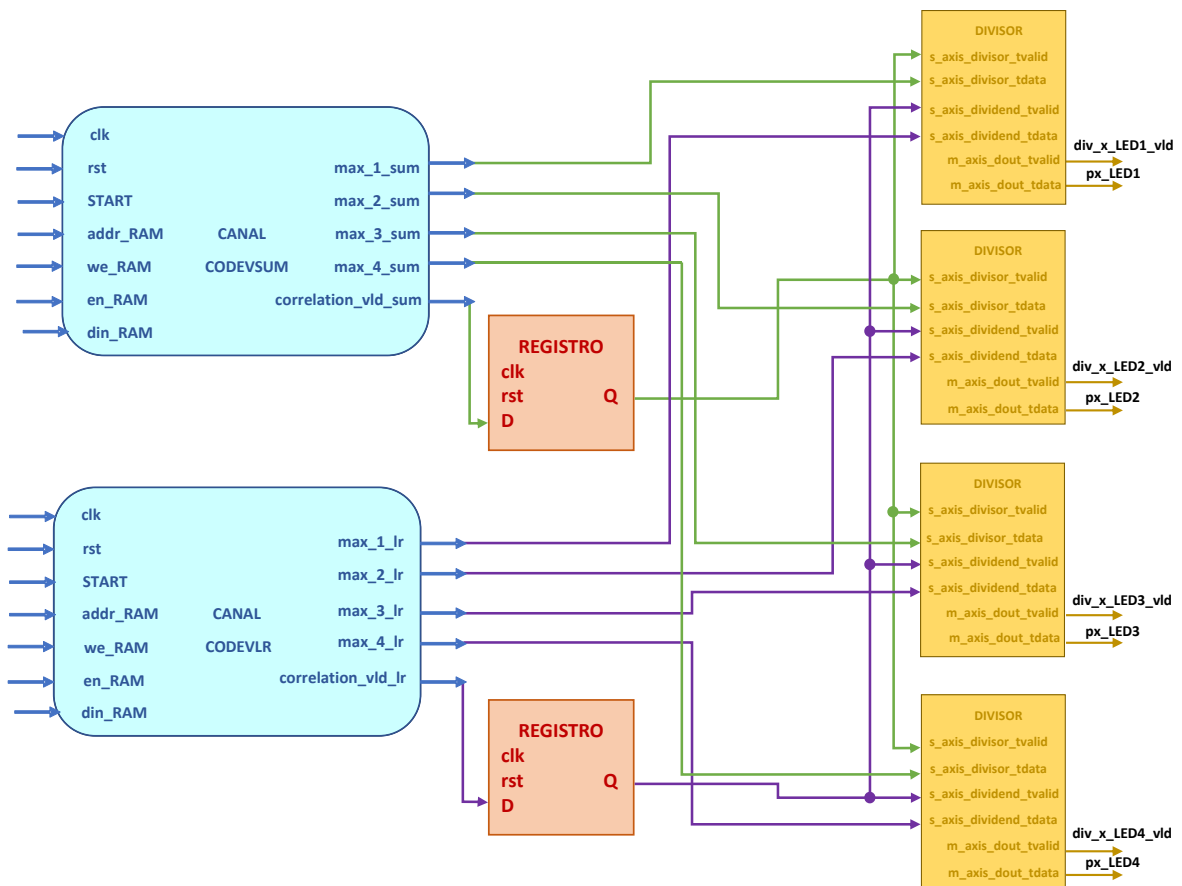 clk
rst
START
addr_RAM
we_RAM
en_RAM
din_RAM
CANAL
CODEVSUM
max_1_sum
max_2_sum
max_3_sum
max_4_sum
correlation_vld_sum
REGISTRO
clk
rst
D
Q
clk
rst
START
addr_RAM
we_RAM
en_RAM
din_RAM
CANAL
CODEVLR
max_1_lr
max_2_lr
max_3_lr
max_4_lr
correlation_vld_lr
REGISTRO
clk
rst
D
Q
DIVISOR
s_axis_divisor_tvalid
s_axis_divisor_tdata
s_axis_dividend_tvalid
s_axis_dividend_tdata
m_axis_dout_tvalid
m_axis_dout_tdata
div_x_LED1_vld
px_LED1
DIVISOR
s_axis_divisor_tvalid
s_axis_divisor_tdata
s_axis_dividend_tvalid
s_axis_dividend_tdata
m_axis_dout_tvalid
m_axis_dout_tdata
div_x_LED2_vld
px_LED2
DIVISOR
s_axis_divisor_tvalid
s_axis_divisor_tdata
s_axis_dividend_tvalid
s_axis_dividend_tdata
m_axis_dout_tvalid
m_axis_dout_tdata
div_x_LED3_vld
px_LED3
DIVISOR
s_axis_divisor_tvalid
s_axis_divisor_tdata
s_axis_dividend_tvalid
s_axis_dividend_tdata
m_axis_dout_tvalid
m_axis_dout_tdata
div_x_LED4_vld
px_LED4